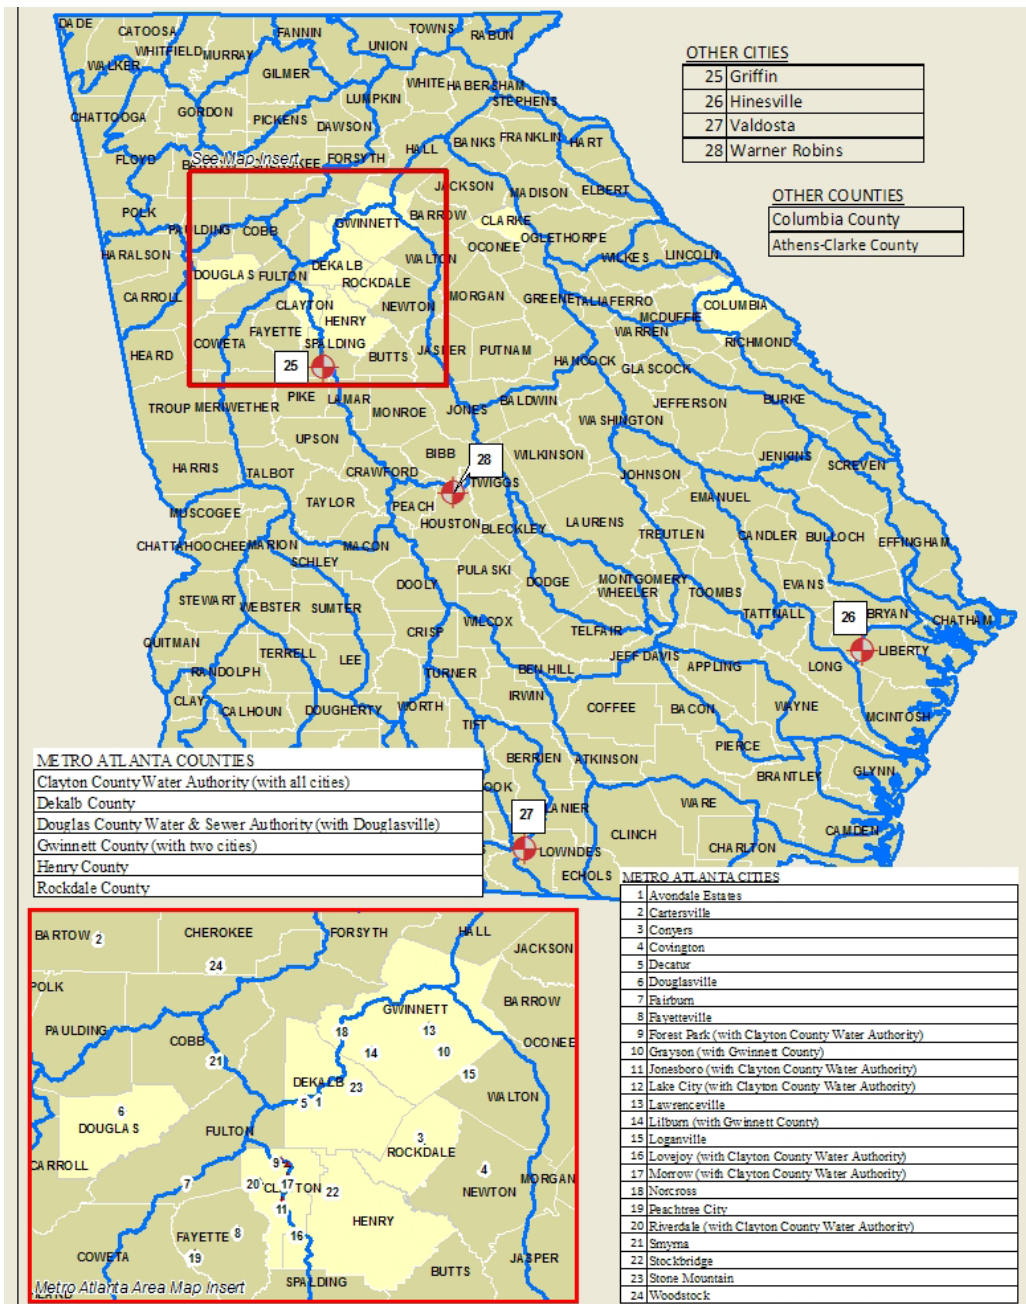 DADE
CATOOSA
FANNIN
TOWNS
RABUN
WHITFIELD
MURRAY
UNION
WALKER
GILMER
WHITE
HABERSHAM
STEPHENS
LUMPKIN
CHATTOOGA
GORDON
PICKENS
DAWSON
BANKS
FRANKLIN
HART
HALL
FLOYD
See Map Insert
FORSYTH
JACKSON
MADISON
ELBERT
POLK
BARROW
CLARKE
PAULDING
COBB
GWINNETT
OCONEE
OGLETHORPE
HARALSON
WALTON
WILKES
LINCOLN
DOUGLAS
FULTON
DEKALB
ROCKDALE
CARROLL
CLAYTON
NEWTON
MORGAN
GREENE
TALIAFERRO
COLUMBIA
MCDUFFIE
HENRY
FAYETTE
WARREN
RICHMOND
COWETA
SPALDING
HEARD
BUTTS
JASPER
PUTNAM
HANCOCK
GLASCOCK
25
PIKE
LAMAR
BALDWIN
JEFFERSON
BURKE
TROUP
MERIWETHER
MONROE
JONES
WASHINGTON
UPSON
BIBB
28
WILKINSON
JENKINS
SCREVEN
HARRIS
TALBOT
CRAWFORD
TWIGGS
JOHNSON
TAYLOR
PEACH
EMANUEL
MUSCOGEE
HOUSTON
BLECKLEY
LAURENS
TREUTLEN
CANDLER
BULLOCH
EFFINGHAM
CHATTAHOOCHEE
MARION
MACON
SCHLEY
PULASKI
DOOLY
DODGE
MONTGOMERY
WHEELER
TOOMBS
EVANS
STEWART
WEBSTER
SUMTER
TATTNALL
26
BRYAN
CHATHAM
WILCOX
CRISP
TELFAIR
QUITMAN
TERRELL
LEE
JEFF DAVIS
LIBERTY
RANDOLPH
TURNER
BEN HILL
APPLING
LONG
CLAY
CALHOUN
DOUGHERTY
WORTH
IRWIN
COFFEE
BACON
WAYNE
MCINTOSH
TIFT
PIERCE
BERRIEN
ATKINSON
BRANTLEY
GLYNN
OOK
27
LANIER
WARE
CLINCH
CAMDEN
LOWNDES
CHARLTON
ECHOLS
OTHER CITIES
25 Griffin
26 Hinesville
27 Valdosta
28 Warner Robins
OTHER COUNTIES
Columbia County
Athens-Clarke County
METRO ATLANTA COUNTIES
Clayton County Water Authority (with all cities)
Dekalb County
Douglas County Water & Sewer Authority (with Douglasville)
Gwinnett County (with two cities)
Henry County
Rockdale County
METRO ATLANTA CITIES
1 Avondale Estates
2 Cartersville
3 Conyers
4 Covington
5 Decatur
6 Douglasville
7 Fairburn
8 Fayetteville
9 Forest Park (with Clayton County Water Authority)
10 Grayson (with Gwinnett County)
11 Jonesboro (with Clayton County Water Authority)
12 Lake City (with Clayton County Water Authority)
13 Lawrenceville
14 Lilburn (with Gwinnett County)
15 Loganville
16 Lovejoy (with Clayton County Water Authority)
17 Morrow (with Clayton County Water Authority)
18 Norcross
19 Peachtree City
20 Riverdale (with Clayton County Water Authority)
21 Smyrna
22 Stockbridge
23 Stone Mountain
24 Woodstock
BARTOW 2
CHEROKEE
FORSYTH
HALL
24
JACKSON
POLK
BARROW
GWINNETT
PAULDING
18
13
COBB
OCONEE
14
10
21
15
DEKALB
23
WALTON
5 1
6
DOUGLAS
FULTON
3
ROCKDALE
CARROLL
9
4
7
20
CLAYTON
17
22
NEWTON
MORGAN
11
HENRY
FAYETTE 8
16
19
COWETA
JASPER
BUTTS
SPALDING
Metro Atlanta Area Map Insert